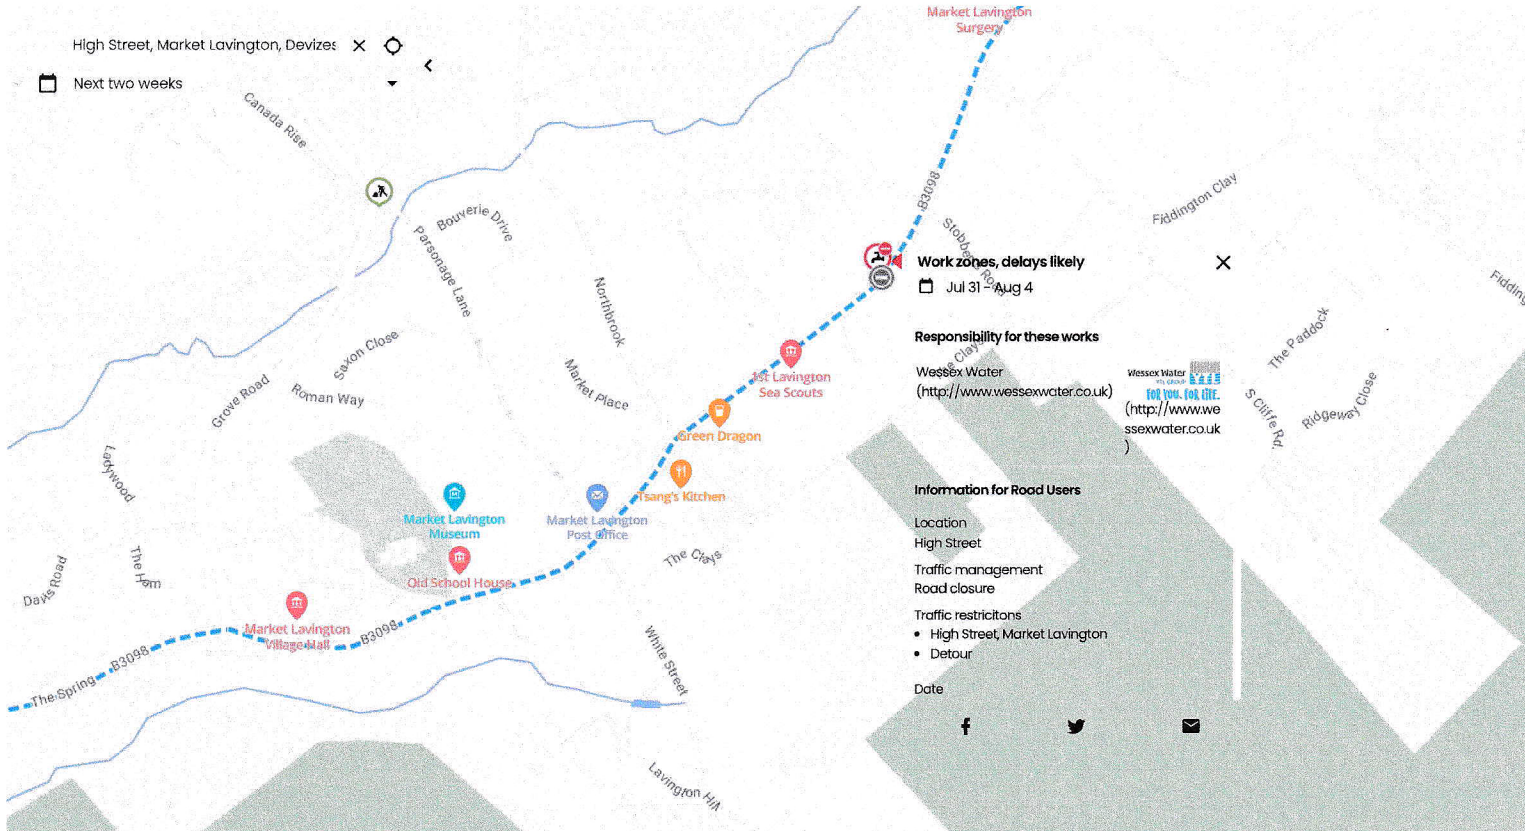 Market Lavington
Surgery
High Street, Market Lavington, Devizes
Next two weeks
Canada Rise
B3098
Fiddington Clay
Bouverie Drive
Parsonage Lane
Work zones, delays likely
Jul 31 - Aug 4
Northbrook
Responsibility for these works
The Paddock
Saxon Close
Wessex Water
(http://www.wessexwater.co.uk)
Wessex Water
YTL GROUP
FOR YOU. FOR LIFE.
(http://www.we
ssexwater.co.uk
)
1st Lavington
Sea Scouts
Grove Road
Roman Way
Market Place
S Cliffe Rd.
Ridgeway Close
Green Dragon
Ladywood
Tsang's Kitchen
Information for Road Users
Market Lavington
Museum
Market Lavington
Post Office
Location
High Street
The Clays
Old School House
Davis Road
Traffic management
Road closure
Traffic restricitons
• High Street, Market Lavington
• Detour
Market Lavington
Village Hall
B3098
B3098
The Spring
White Street
Date
Lavington Hill